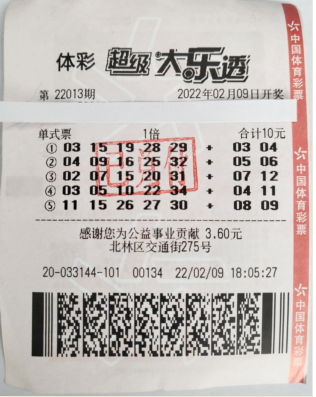 体彩 超级大乐透
第 22013期 2022年02月09日开奖
单式票 1倍 合计10元
① 03 15 19 28 29 + 03 04
② 04 09 16 25 32 + 05 06
③ 02 07 15 20 31 + 07 12
④ 03 05 10 22 34 + 04 11
⑤ 11 15 26 27 30 + 08 09
感谢您为公益事业贡献 3.60元
北林区交通街275号
20-033144-101 00134 22/02/09 18:05:27
中国体育彩票
中国体育彩票
中国体育彩票